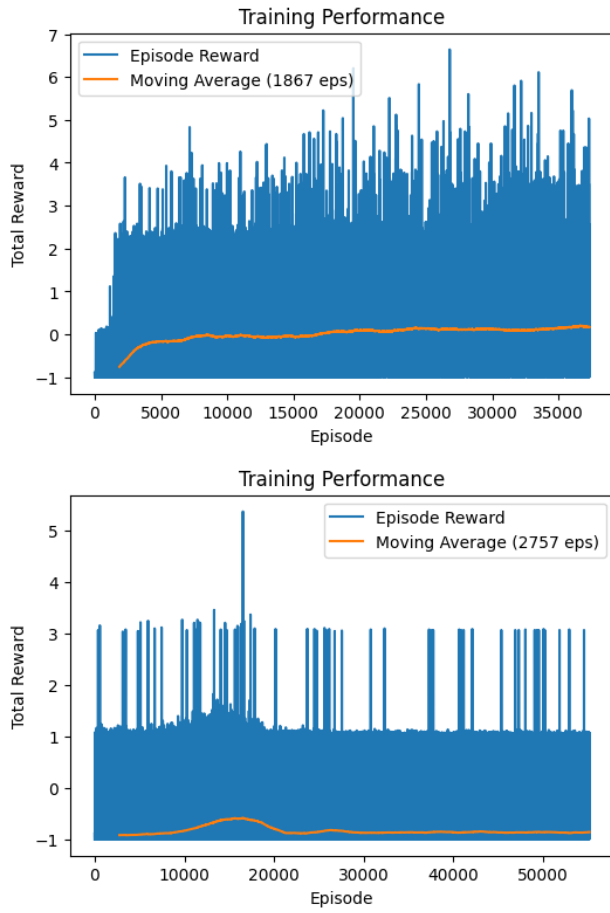 Training Performance
7
6
5
4
3
2
1
0
−1
Total Reward
Episode Reward
Moving Average (1867 eps)
0 5000 10000 15000 20000 25000 30000 35000
Episode
Training Performance
5
4
3
2
1
0
−1
Total Reward
Episode Reward
Moving Average (2757 eps)
0 10000 20000 30000 40000 50000
Episode